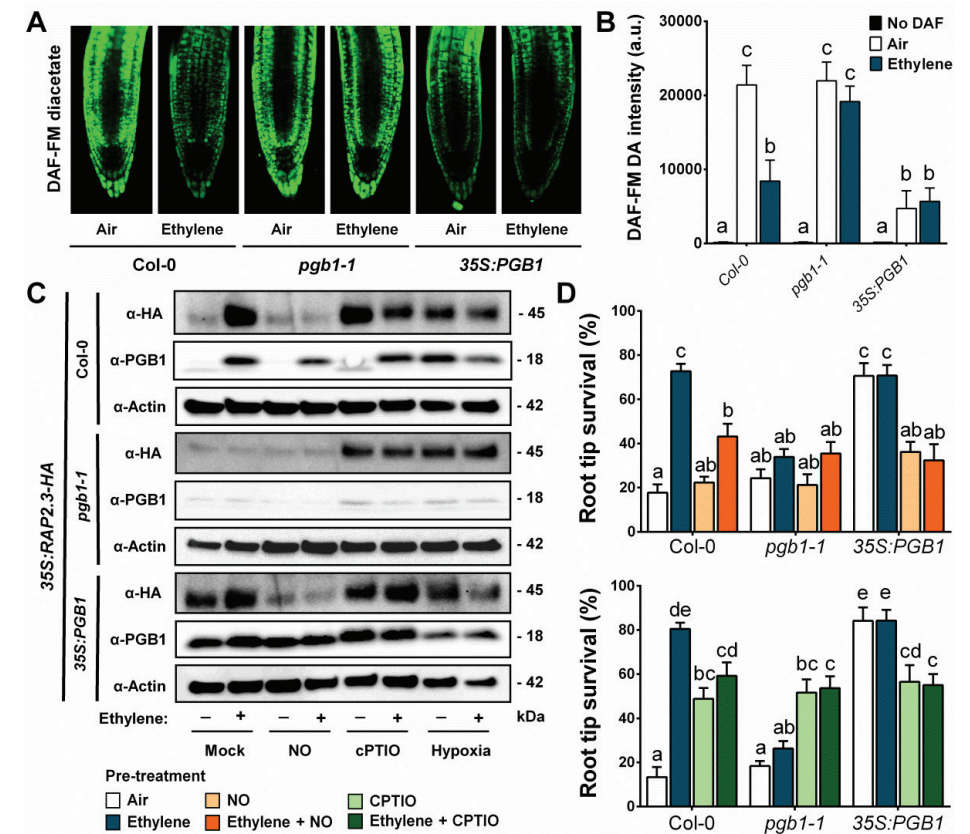 A
DAF-FM diacetate
Air Ethylene Air Ethylene Air Ethylene
Col-0 pgb1-1 35S:PGB1
B
DAF-FM DA intensity (a.u.)
30000
20000
10000
0
No DAF
Air
Ethylene
a c b a c c a b b
Col-0 pgb1-1 35S:PGB1
C
35S:RAP2.3-HA
Col-0
α-HA - 45
α-PGB1 - 18
α-Actin - 42
pgb1-1
α-HA - 45
α-PGB1 - 18
α-Actin - 42
35S:PGB1
α-HA - 45
α-PGB1 - 18
α-Actin - 42
Ethylene: – + – + – + – + kDa
Mock NO cPTIO Hypoxia
Pre-treatment
Air NO CPTIO
Ethylene Ethylene + NO Ethylene + CPTIO
D
Root tip survival (%)
100
80
60
40
20
0
a c ab b ab ab ab ab c c ab ab
Col-0 pgb1-1 35S:PGB1
Root tip survival (%)
100
80
60
40
20
0
a de bc cd a ab bc c e e cd c
Col-0 pgb1-1 35S:PGB1